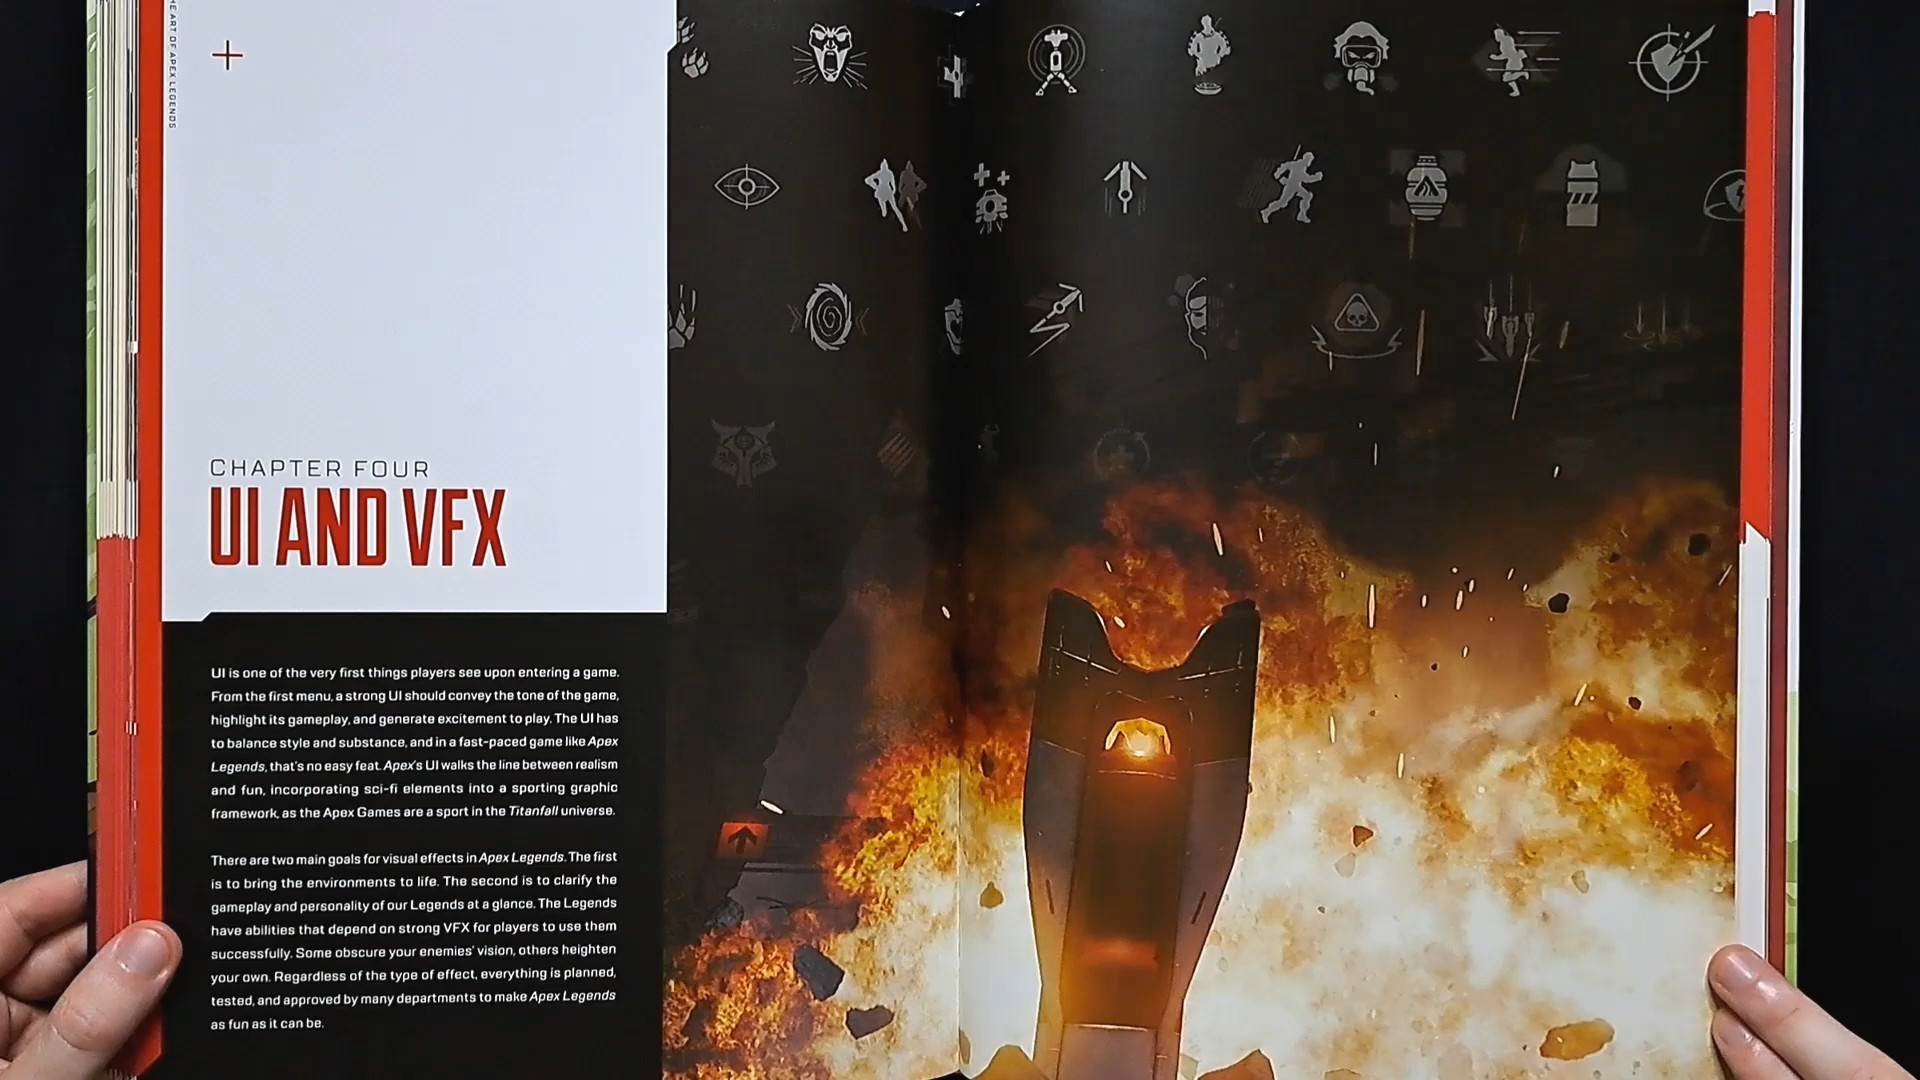 THE ART OF APEX LEGENDS
CHAPTER FOUR
UI AND VFX
UI is one of the very first things players see upon entering a game.
From the first menu, a strong UI should convey the tone of the game,
highlight its gameplay, and generate excitement to play. The UI has
to balance style and substance, and in a fast-paced game like Apex
Legends, that's no easy feat. Apex's UI walks the line between realism
and fun, incorporating sci-fi elements into a sporting graphic
framework, as the Apex Games are a sport in the Titanfall universe.
There are two main goals for visual effects in Apex Legends. The first
is to bring the environments to life. The second is to clarify the
gameplay and personality of our Legends at a glance. The Legends
have abilities that depend on strong VFX for players to use them
successfully. Some obscure your enemies' vision, others heighten
your own. Regardless of the type of effect, everything is planned,
tested, and approved by many departments to make Apex Legends
as fun as it can be.